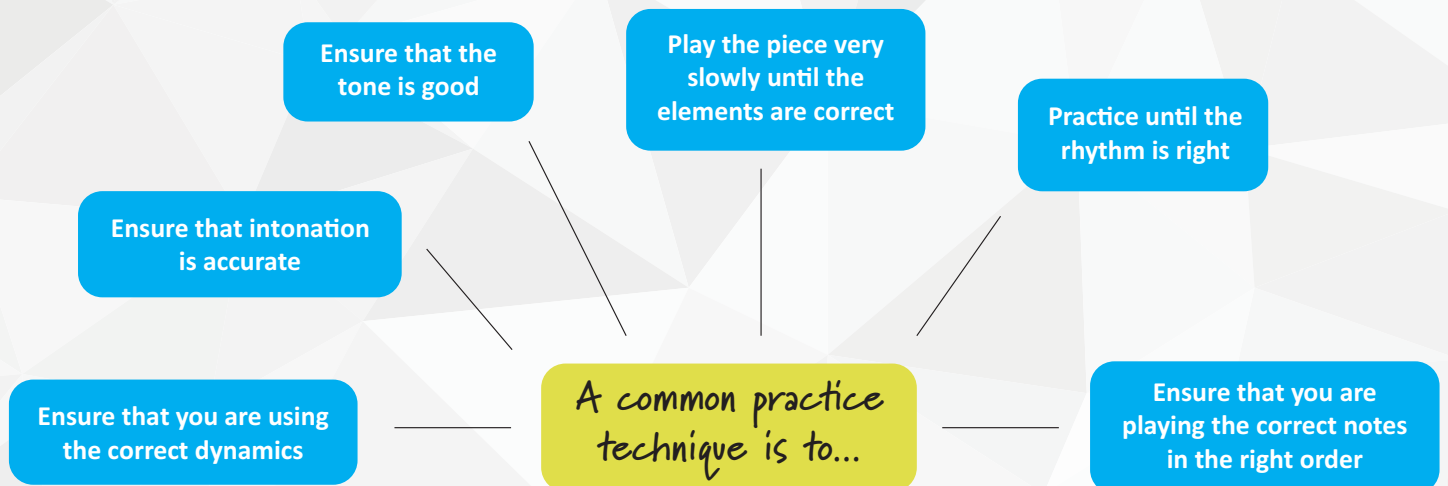 Ensure that the
tone is good
Play the piece very
slowly until the
elements are correct
Practice until the
rhythm is right
Ensure that intonation
is accurate
Ensure that you are using
the correct dynamics
A common practice
technique is to...
Ensure that you are
playing the correct notes
in the right order